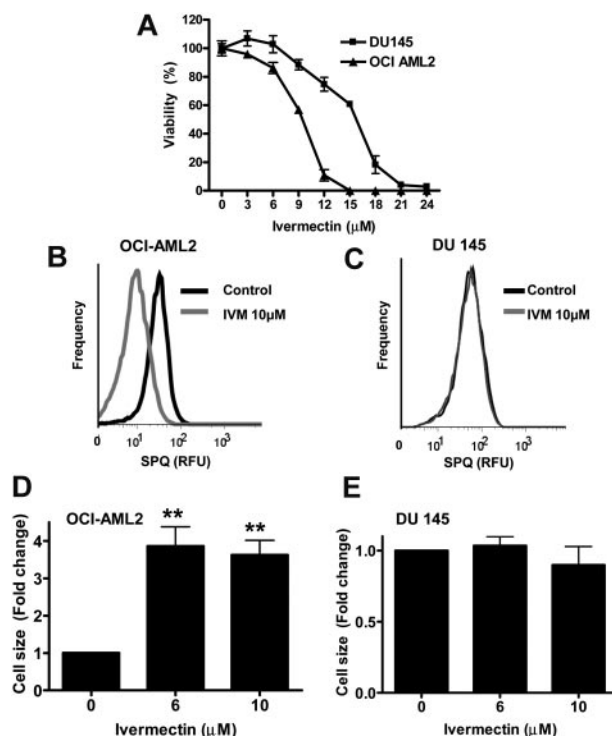 A
DU145
OCI AML2
Viability
(%)
120
100
80
60
40
20
0
0 3 6 9 12 15 18 21 24
Ivermectin (μM)
B
OCI-AML2
Control
IVM 10μM
Frequency
0 10¹ 10² 10³
SPQ (RFU)
C
DU 145
Control
IVM 10μM
Frequency
0 10¹ 10² 10³
SPQ (RFU)
D
OCI-AML2
** **
Cell size (Fold change)
5
4
3
2
1
0
0 6 10
Ivermectin (μM)
E
DU 145
Cell size (Fold change)
1.0
0.5
0.0
0 6 10
Ivermectin (μM)